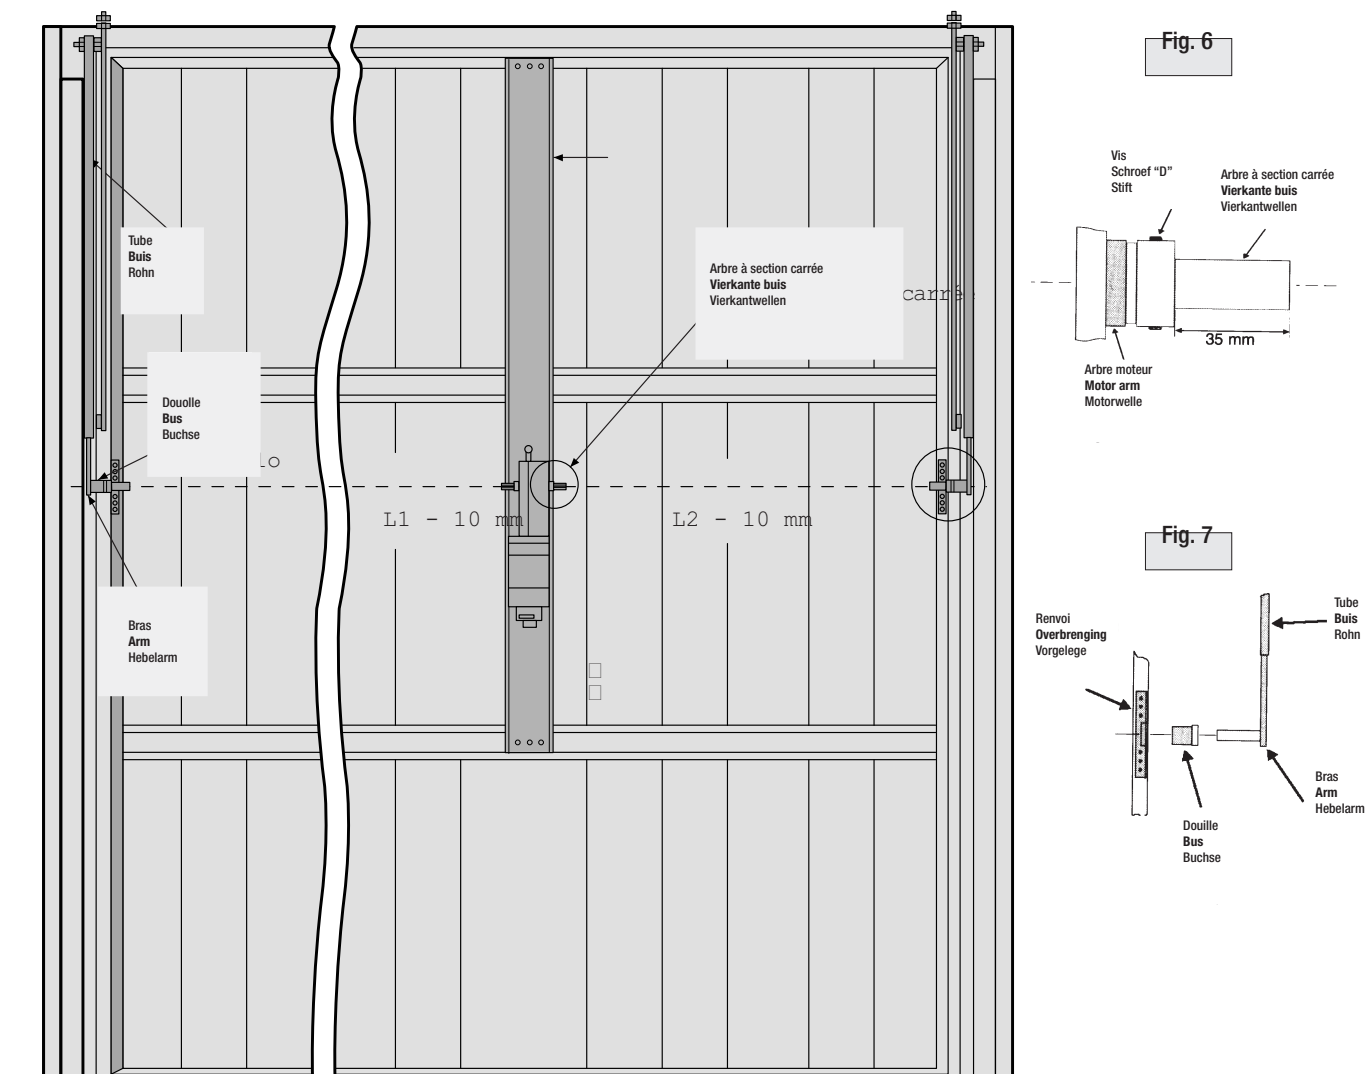 Tube
Buis
Rohn
Douolle
Bus
Buchse
lo
Bras
Arm
Hebelarm
Arbre à section carrée
Vierkante buis
Vierkantwellen
carrée
L1 - 10 mm
L2 - 10 mm
Fig. 6
Vis
Schroef “D”
Stift
Arbre à section carrée
Vierkante buis
Vierkantwellen
35 mm
Arbre moteur
Motor arm
Motorwelle
Fig. 7
Renvoi
Overbrenging
Vorgelege
Tube
Buis
Rohn
Bras
Arm
Hebelarm
Douille
Bus
Buchse